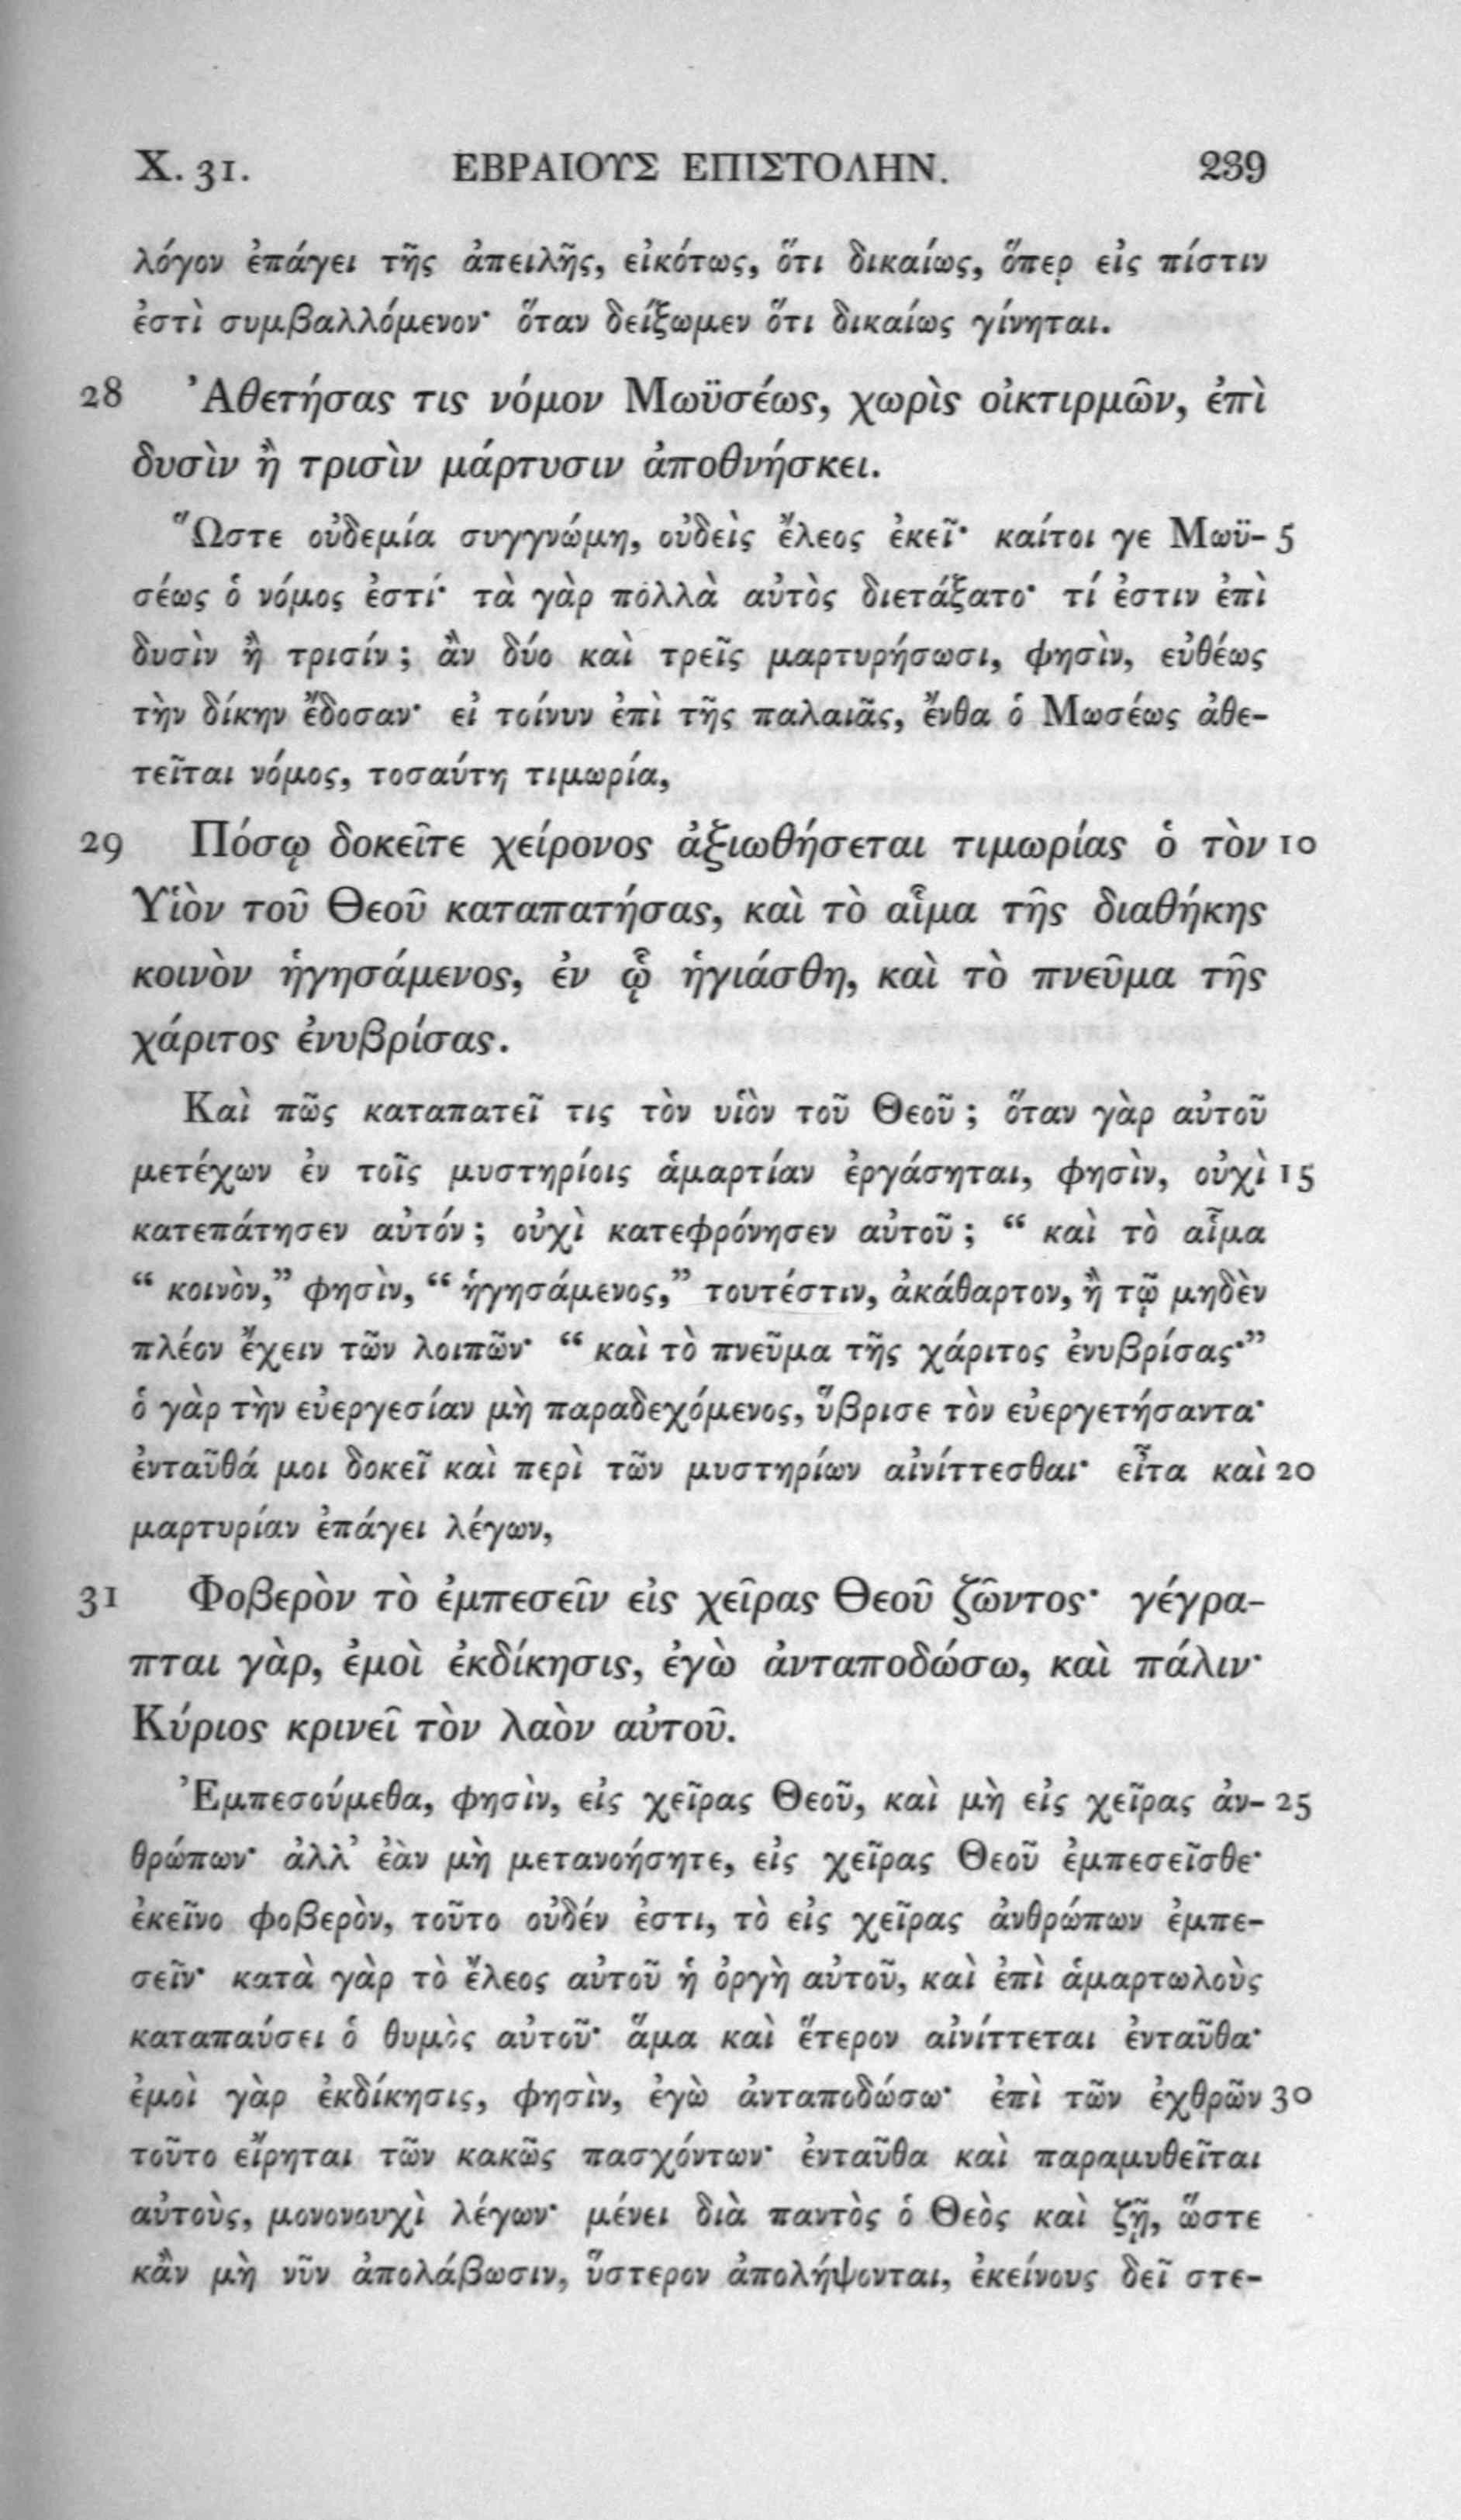 X. 31. ΕΒΡΑΙΟΥΣ ΕΠΙΣΤΟΛΗΝ. 239
λόγον ἐπάγει τῆς ἀπειλῆς, εἰκότως, ὅτι δικαίως, ὅπερ εἰς πίστιν
ἐστὶ συμβαλλόμενον· ὅταν δείξωμεν ὅτι δικαίως γίνηται.
28 Ἀθετήσας τις νόμον Μωϋσέως, χωρὶς οἰκτιρμῶν, ἐπὶ
δυσὶν ἢ τρισὶν μάρτυσιν ἀποθνήσκει.
Ὥστε οὐδεμία συγγνώμη, οὐδεὶς ἔλεος ἐκεῖ· καίτοι γε Μωϋ- 5
σέως ὁ νόμος ἐστί· τὰ γὰρ πολλὰ αὐτὸς διετάξατο· τί ἐστιν ἐπὶ
δυσὶν ἢ τρισίν; ἂν δύο καὶ τρεῖς μαρτυρήσωσι, φησὶν, εὐθέως
τὴν δίκην ἔδοσαν· εἰ τοίνυν ἐπὶ τῆς παλαιᾶς, ἔνθα ὁ Μωσέως ἀθε-
τεῖται νόμος, τοσαύτη τιμωρία,
29 Πόσῳ δοκεῖτε χείρονος ἀξιωθήσεται τιμωρίας ὁ τὸν 10
Υἱὸν τοῦ Θεοῦ καταπατήσας, καὶ τὸ αἷμα τῆς διαθήκης
κοινὸν ἡγησάμενος, ἐν ᾧ ἡγιάσθη, καὶ τὸ πνεῦμα τῆς
χάριτος ἐνυβρίσας.
Καὶ πῶς καταπατεῖ τις τὸν υἱὸν τοῦ Θεοῦ; ὅταν γὰρ αὐτοῦ
μετέχων ἐν τοῖς μυστηρίοις ἁμαρτίαν ἐργάσηται, φησὶν, οὐχὶ 15
κατεπάτησεν αὐτόν; οὐχὶ κατεφρόνησεν αὐτοῦ; “ καὶ τὸ αἷμα
“ κοινὸν,” φησὶν, “ ἡγησάμενος,” τουτέστιν, ἀκάθαρτον, ἢ τῷ μηδὲν
πλέον ἔχειν τῶν λοιπῶν· “ καὶ τὸ πνεῦμα τῆς χάριτος ἐνυβρίσας·”
ὁ γὰρ τὴν εὐεργεσίαν μὴ παραδεχόμενος, ὕβρισε τὸν εὐεργετήσαντα·
ἐνταῦθά μοι δοκεῖ καὶ περὶ τῶν μυστηρίων αἰνίττεσθαι· εἶτα καὶ 20
μαρτυρίαν ἐπάγει λέγων,
31 Φοβερὸν τὸ ἐμπεσεῖν εἰς χεῖρας Θεοῦ ζῶντος· γέγρα-
πται γὰρ, ἐμοὶ ἐκδίκησις, ἐγὼ ἀνταποδώσω, καὶ πάλιν·
Κύριος κρινεῖ τὸν λαὸν αὐτοῦ.
Ἐμπεσούμεθα, φησὶν, εἰς χεῖρας Θεοῦ, καὶ μὴ εἰς χεῖρας ἀν- 25
θρώπων· ἀλλ’ ἐὰν μὴ μετανοήσητε, εἰς χεῖρας Θεοῦ ἐμπεσεῖσθε·
ἐκεῖνο φοβερὸν, τοῦτο οὐδέν ἐστι, τὸ εἰς χεῖρας ἀνθρώπων ἐμπε-
σεῖν· κατὰ γὰρ τὸ ἔλεος αὐτοῦ ἡ ὀργὴ αὐτοῦ, καὶ ἐπὶ ἁμαρτωλοὺς
καταπαύσει ὁ θυμὸς αὐτοῦ· ἅμα καὶ ἕτερον αἰνίττεται ἐνταῦθα·
ἐμοὶ γὰρ ἐκδίκησις, φησὶν, ἐγὼ ἀνταποδώσω· ἐπὶ τῶν ἐχθρῶν 30
τοῦτο εἴρηται τῶν κακῶς πασχόντων· ἐνταῦθα καὶ παραμυθεῖται
αὐτοὺς, μονονουχὶ λέγων· μένει διὰ παντὸς ὁ Θεὸς καὶ ζῇ, ὥστε
κἂν μὴ νῦν ἀπολάβωσιν, ὕστερον ἀπολήψονται, ἐκείνους δεῖ στε-